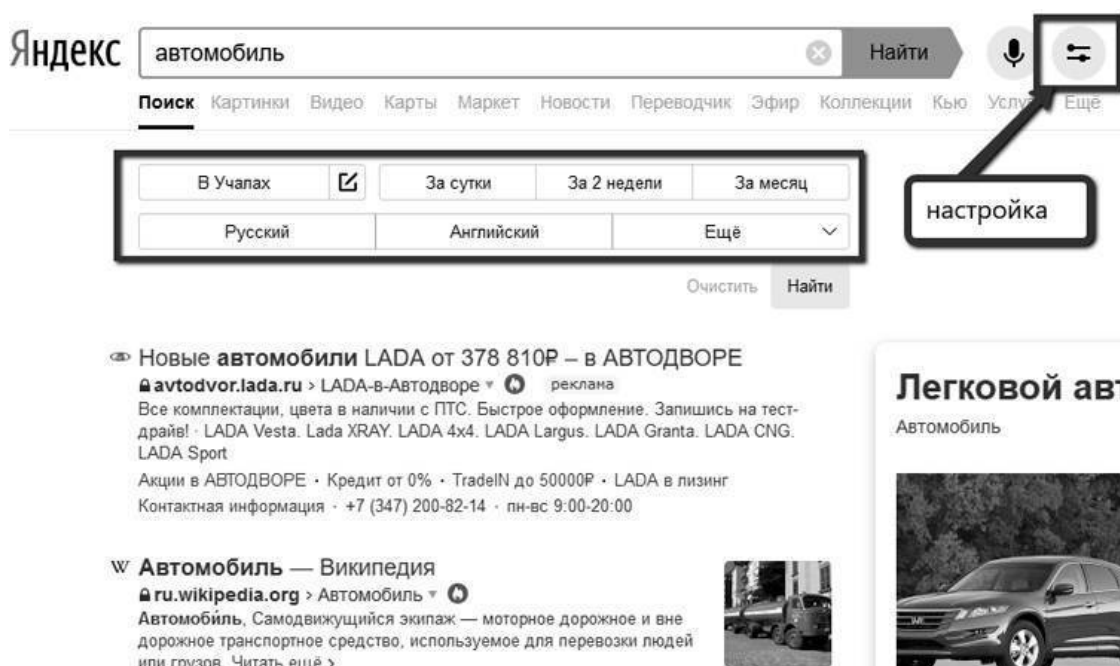 Яндекс автомобиль Найти
Поиск Картинки Видео Карты Маркет Новости Переводчик Эфир Коллекции Кью Ещё
настройка
В Учалах За сутки За 2 недели За месяц
Русский Английский Ещё
Очистить Найти
Новые автомобили LADA от 378 810₽ – в АВТОДВОРЕ
avtodvor.lada.ru › LADA-в-Автодворе реклама
Все комплектации, цвета в наличии с ПТС. Быстрое оформление. Запишись на тест-
драйв! · LADA Vesta. Lada XRAY. LADA 4x4. LADA Largus. LADA Granta. LADA CNG.
LADA Sport
Акции в АВТОДВОРЕ · Кредит от 0% · TradeIN до 50000₽ · LADA в лизинг
Контактная информация · +7 (347) 200-82-14 · пн-вс 9:00-20:00
W Автомобиль — Википедия
ru.wikipedia.org › Автомобиль
Автомоби́ль, Самодвижущийся экипаж — моторное дорожное и вне
дорожное транспортное средство, используемое для перевозки людей
или грузов. Читать ещё ›
Легковой авт
Автомобиль